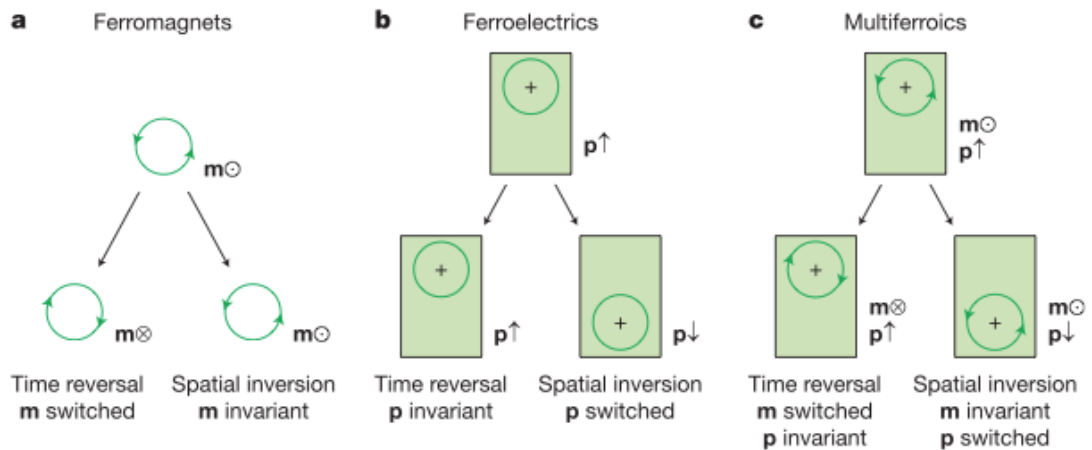 a Ferromagnets
m⊙
m⊗
m⊙
Time reversal
m switched
Spatial inversion
m invariant
b Ferroelectrics
+
p↑
+
p↑
+
p↓
Time reversal
p invariant
Spatial inversion
p switched
c Multiferroics
+
m⊙
p↑
+
m⊗
p↑
+
m⊙
p↓
Time reversal
m switched
p invariant
Spatial inversion
m invariant
p switched